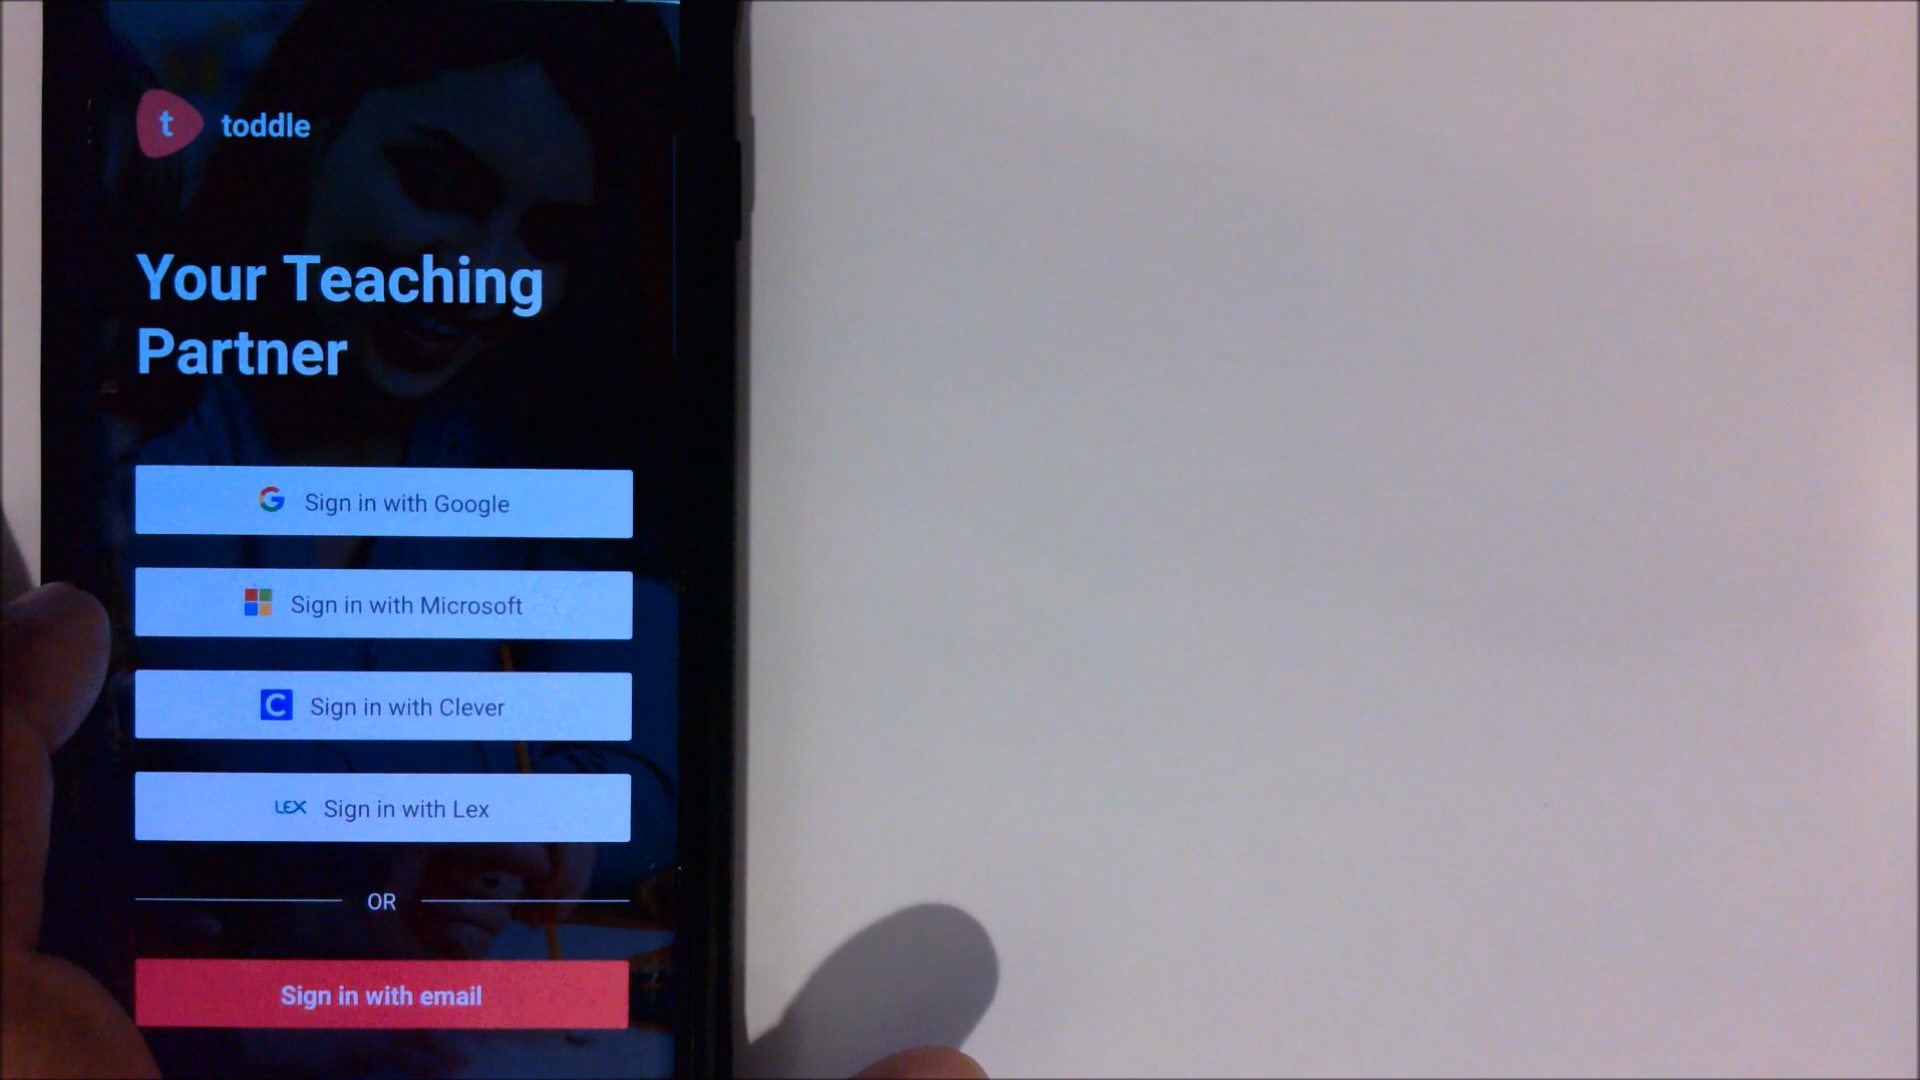 t toddle
Your Teaching
Partner
G Sign in with Google
Sign in with Microsoft
C Sign in with Clever
LEX Sign in with Lex
OR
Sign in with email